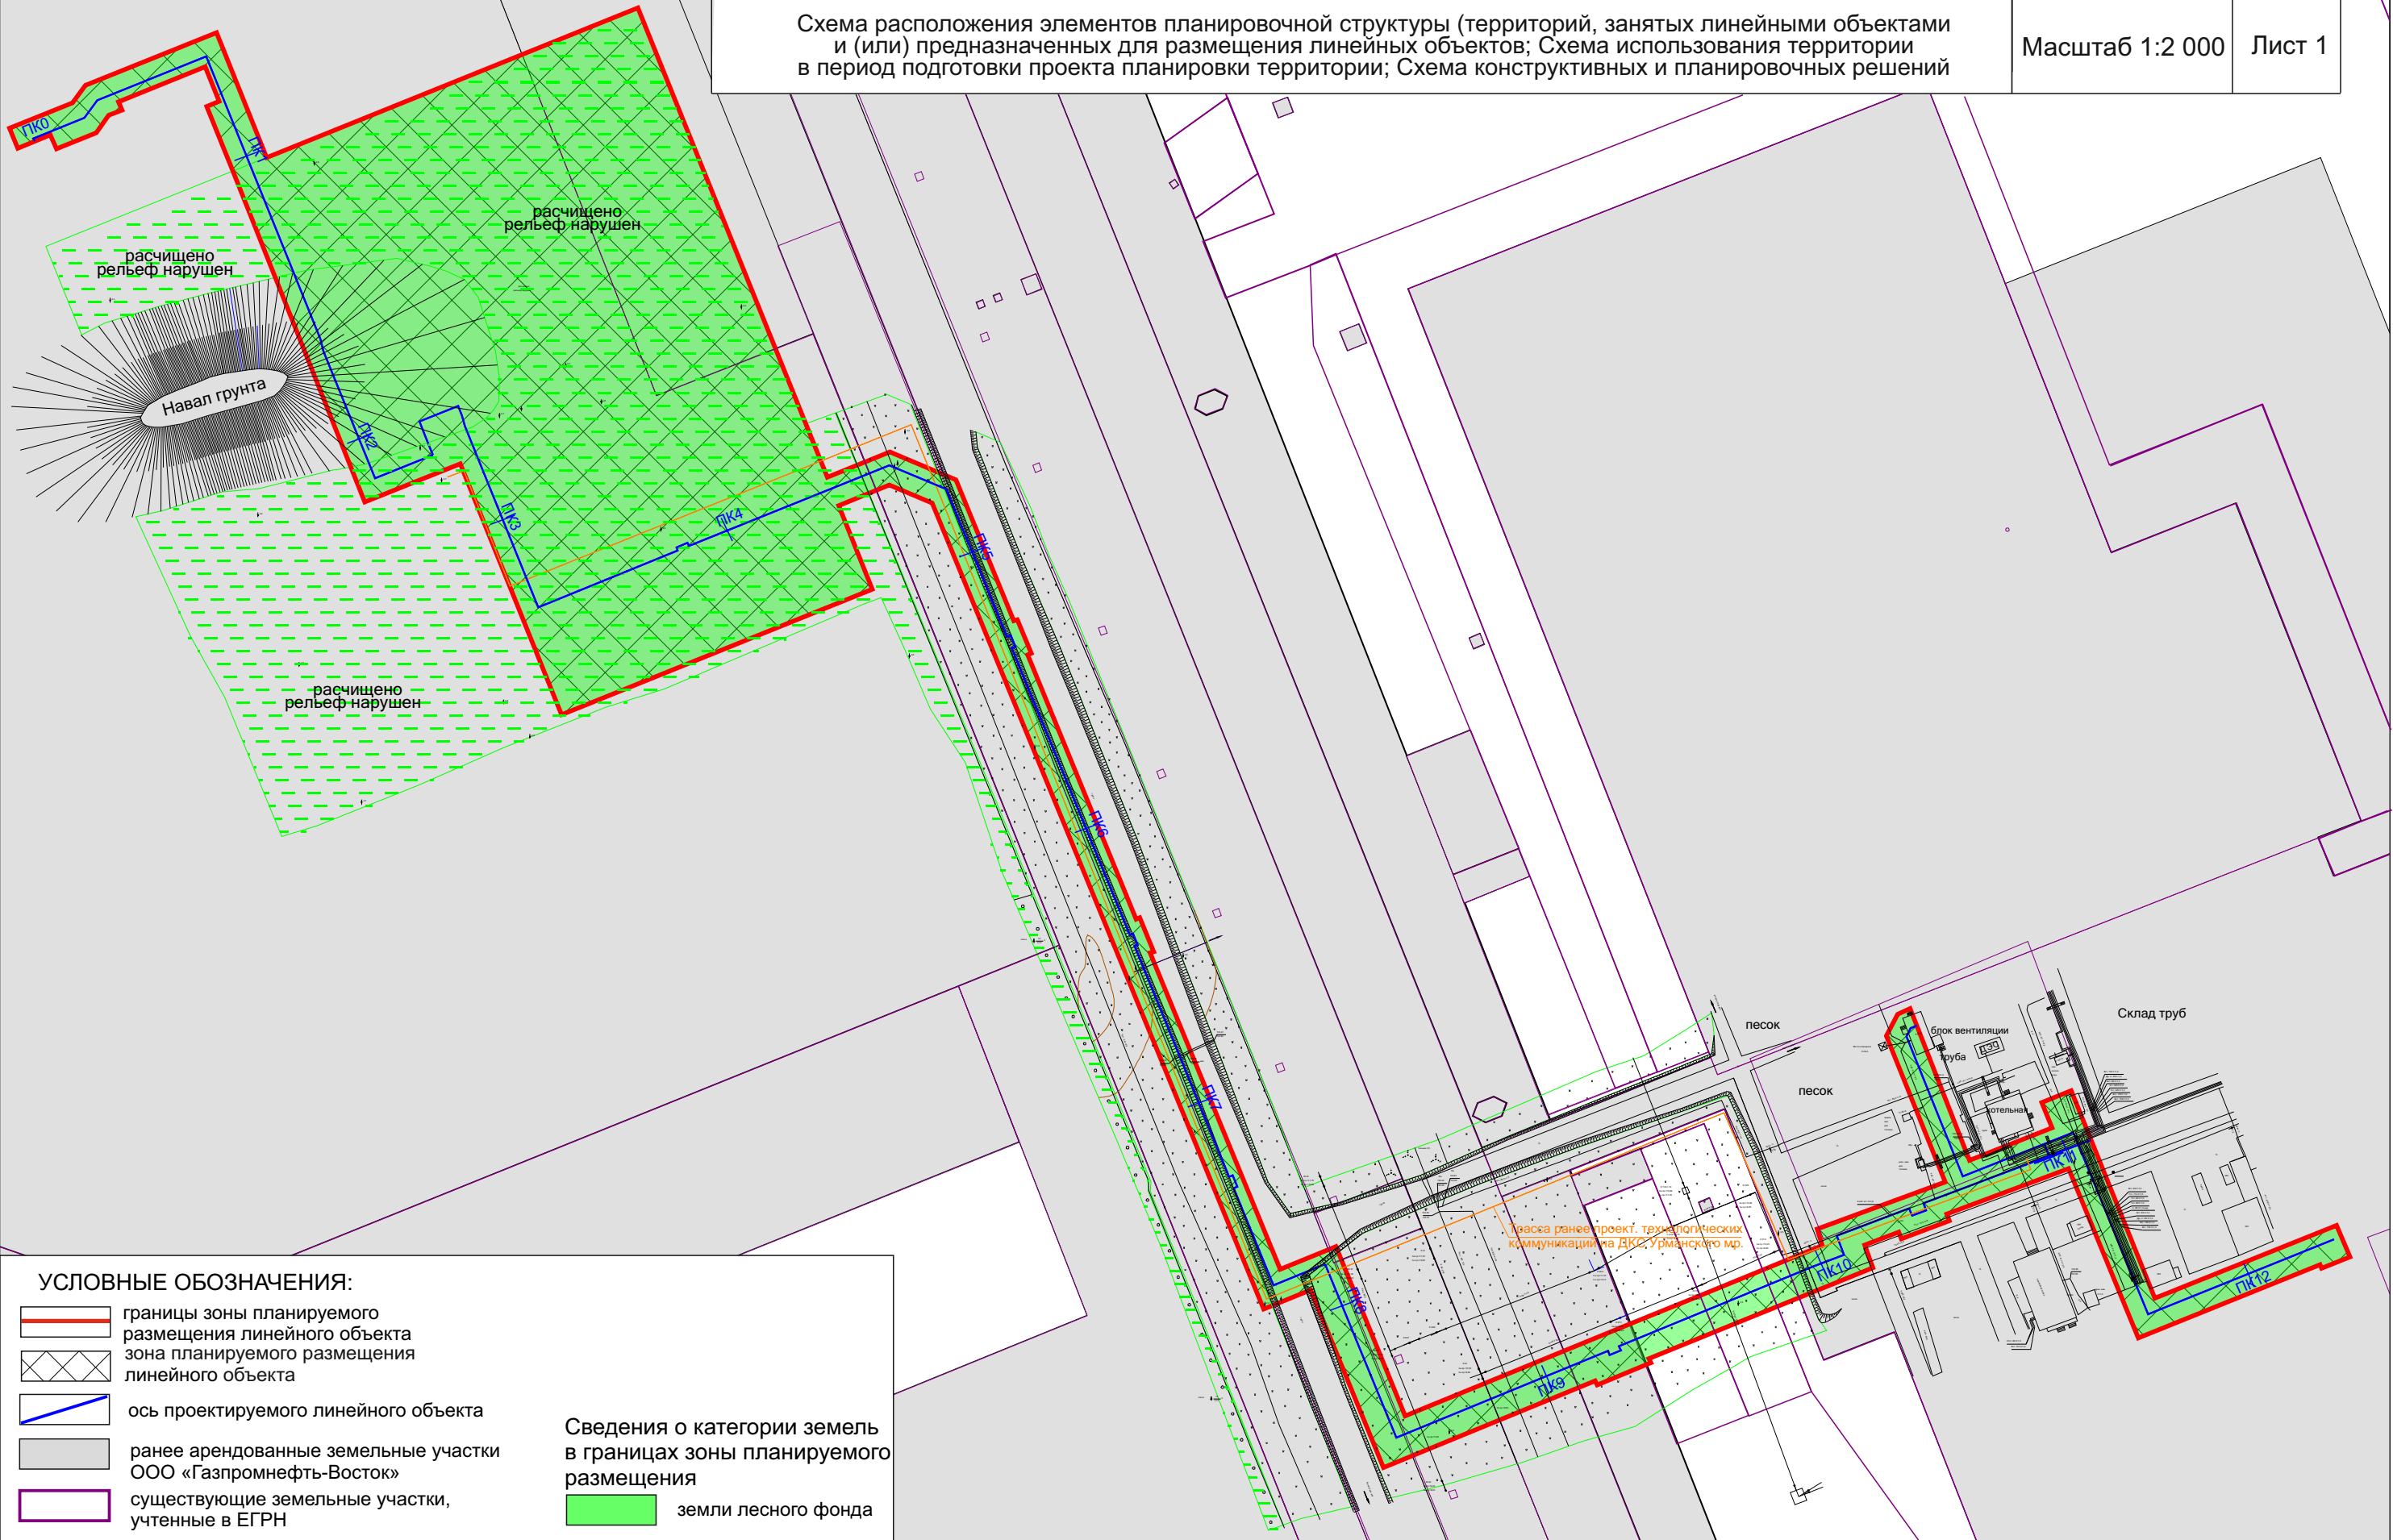 Схема расположения элементов планировочной структуры (территорий, занятых линейными объектами
и (или) предназначенных для размещения линейных объектов; Схема использования территории
в период подготовки проекта планировки территории; Схема конструктивных и планировочных решений
Масштаб 1:2 000
Лист 1
ПК0
ПК1
расчищено
рельеф нарушен
расчищено
рельеф нарушен
Навал грунта
ПК2
ПК3
ПК4
ПК5
расчищено
рельеф нарушен
ПК6
ПК7
песок
блок вентиляции
Склад труб
труба
ДЭС
песок
котельная
ПК11
Трасса ранее проект. технологических
коммуникаций на ДКС Урманского мр.
ПК10
ПК12
ПК8
ПК9
УСЛОВНЫЕ ОБОЗНАЧЕНИЯ:
границы зоны планируемого
размещения линейного объекта
зона планируемого размещения
линейного объекта
ось проектируемого линейного объекта
ранее арендованные земельные участки
ООО «Газпромнефть-Восток»
существующие земельные участки,
учтенные в ЕГРН
Сведения о категории земель
в границах зоны планируемого
размещения
земли лесного фонда